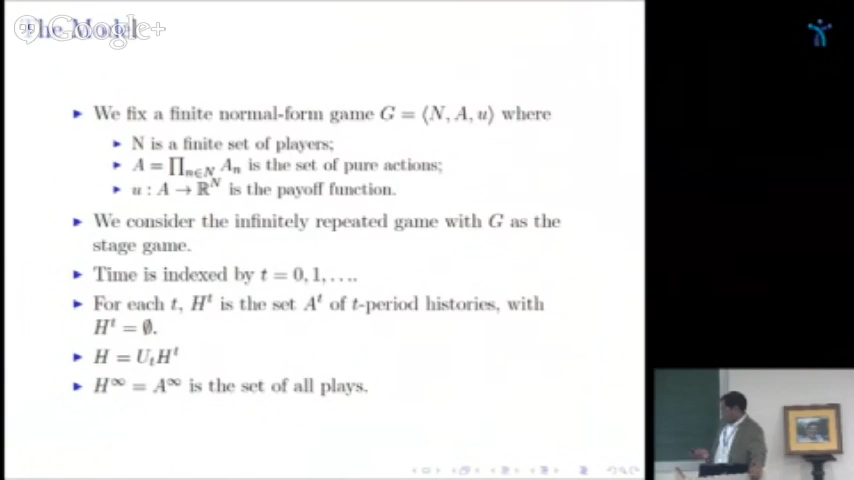 The Model
Google+
▶ We fix a finite normal-form game G = ⟨N, A, u⟩ where
▶ N is a finite set of players;
▶ A = ∏ₙ∈N Aₙ is the set of pure actions;
▶ u : A → ℝᴺ is the payoff function.
▶ We consider the infinitely repeated game with G as the
stage game.
▶ Time is indexed by t = 0, 1, ....
▶ For each t, Hᵗ is the set Aᵗ of t-period histories, with
Hᵗ = ∅.
▶ H = UₜHᵗ
▶ H^∞ = A^∞ is the set of all plays.